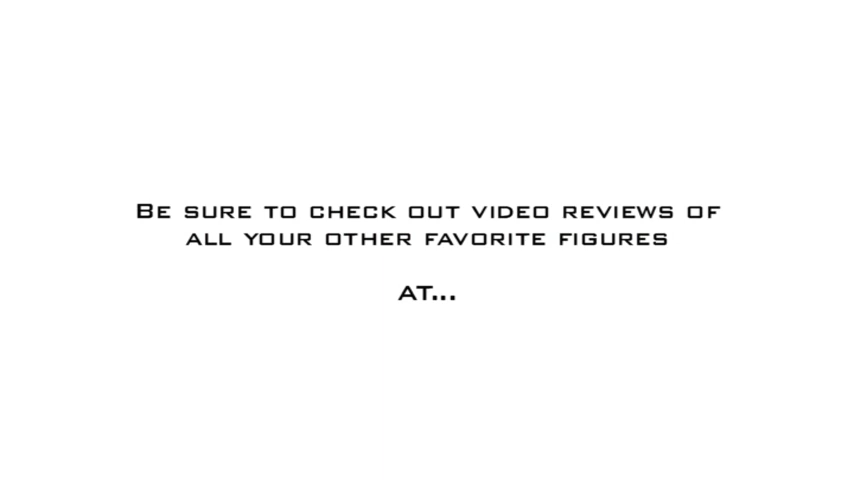 Be sure to check out video reviews of
all your other favorite figures
at...